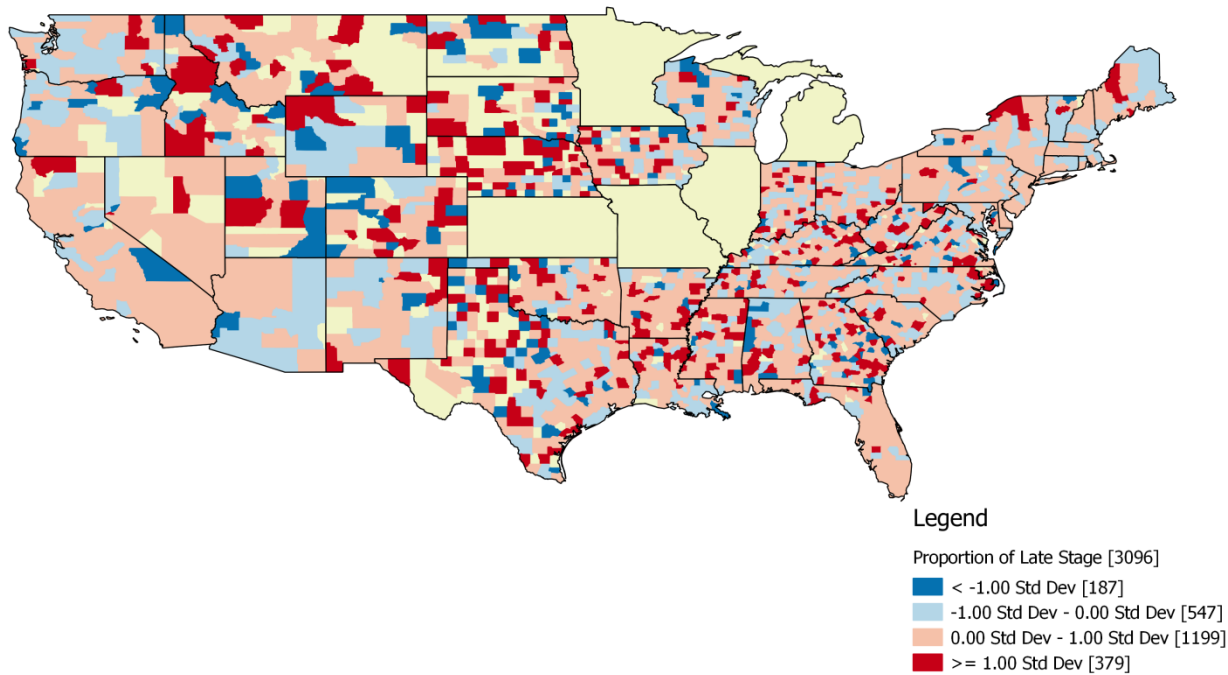 Legend
Proportion of Late Stage [3096]
< -1.00 Std Dev [187]
-1.00 Std Dev - 0.00 Std Dev [547]
0.00 Std Dev - 1.00 Std Dev [1199]
>= 1.00 Std Dev [379]